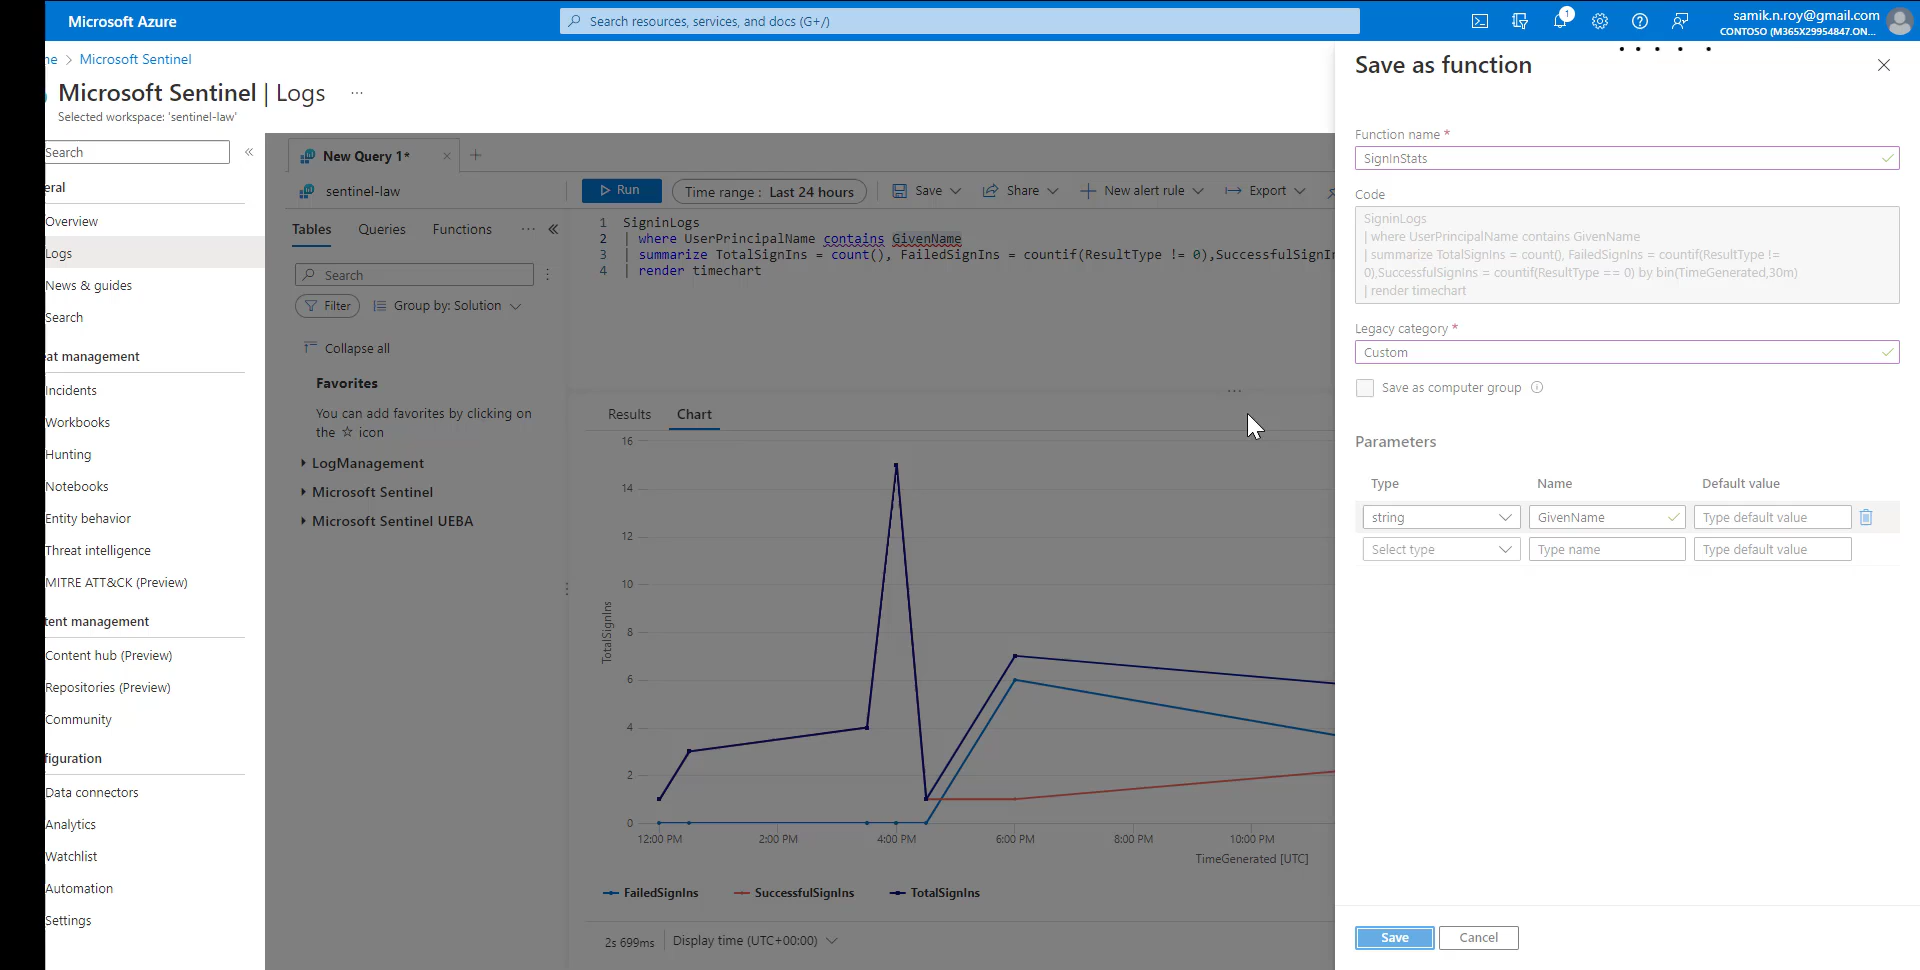 Microsoft Azure
Search resources, services, and docs (G+/)
1
samik.n.roy@gmail.com
CONTOSO (M365X29954847.ON...
me > Microsoft Sentinel
Microsoft Sentinel | Logs ...
Selected workspace: 'sentinel-law'
Search
«
eral
Overview
Logs
News & guides
Search
eat management
Incidents
Workbooks
Hunting
Notebooks
Entity behavior
Threat intelligence
MITRE ATT&CK (Preview)
tent management
Content hub (Preview)
Repositories (Preview)
Community
figuration
Data connectors
Analytics
Watchlist
Automation
Settings
New Query 1*
sentinel-law
Run
Time range : Last 24 hours
Save
Share
New alert rule
Export
Tables Queries Functions ... «
Search
Filter
Group by: Solution
Collapse all
Favorites
You can add favorites by clicking on
the ☆ icon
LogManagement
Microsoft Sentinel
Microsoft Sentinel UEBA
1 SigninLogs
2 | where UserPrincipalName contains GivenName
3 | summarize TotalSignIns = count(), FailedSignIns = countif(ResultType != 0),SuccessfulSignIn
4 | render timechart
Results Chart
TotalSignIns
16
14
12
10
8
6
4
2
0
12:00 PM 2:00 PM 4:00 PM 6:00 PM 8:00 PM 10:00 PM
TimeGenerated [UTC]
FailedSignIns SuccessfulSignIns TotalSignIns
2s 699ms
Display time (UTC+00:00)
Save as function
Function name *
SignInStats
Code
SigninLogs
| where UserPrincipalName contains GivenName
| summarize TotalSignIns = count(), FailedSignIns = countif(ResultType !=
0),SuccessfulSignIns = countif(ResultType == 0) by bin(TimeGenerated,30m)
| render timechart
Legacy category *
Custom
Save as computer group
Parameters
Type Name Default value
string GivenName Type default value
Select type Type name Type default value
Save Cancel